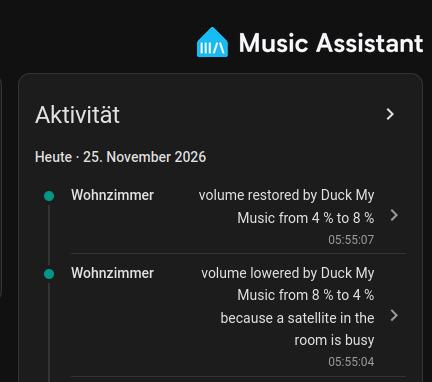 Music Assistant
Aktivität
Heute · 25. November 2026
Wohnzimmer
volume restored by Duck My
Music from 4 % to 8 %
05:55:07
Wohnzimmer
volume lowered by Duck My
Music from 8 % to 4 %
because a satellite in the
room is busy
05:55:04